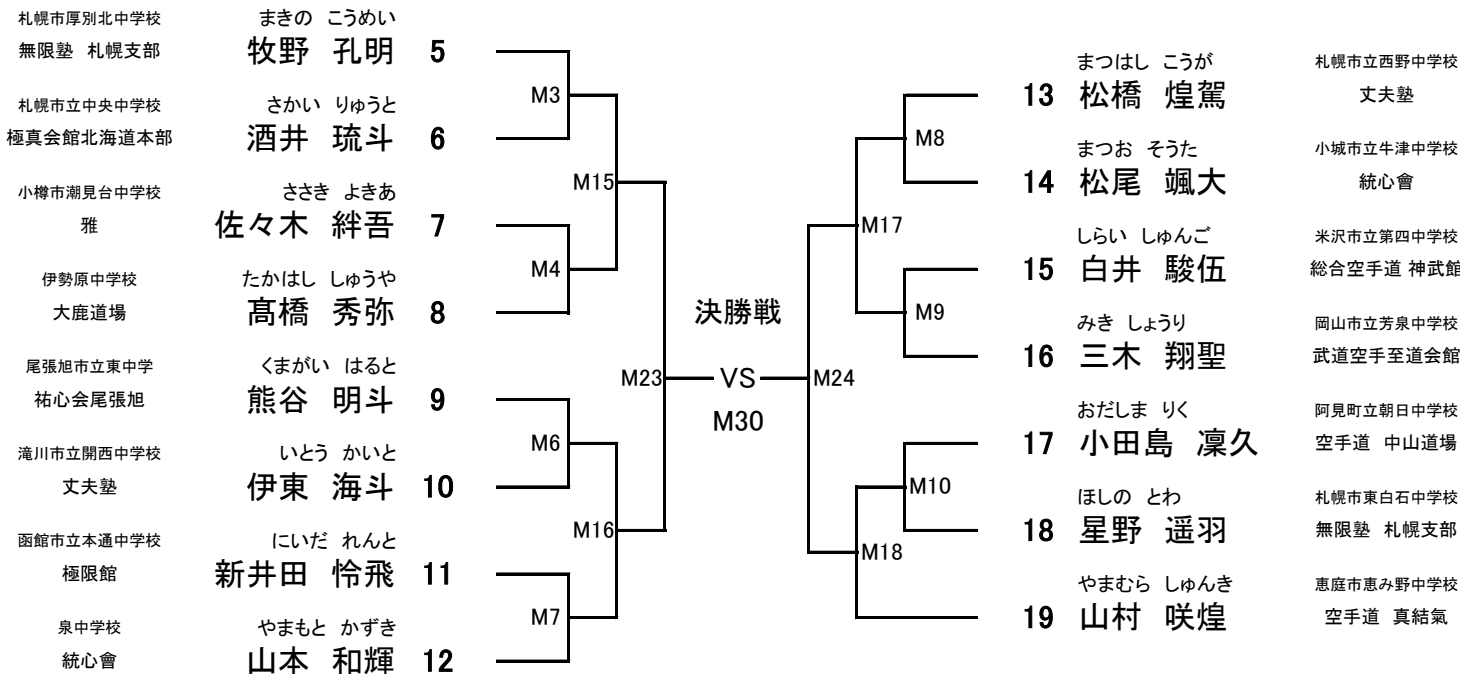 札幌市厚別北中学校
まきの こうめい
無限塾 札幌支部
牧野 孔明
5
M3
札幌市立中央中学校
さかい りゅうと
極真会館北海道本部
酒井 琉斗
6
M15
小樽市潮見台中学校
ささき よきあ
雅
佐々木 絆吾
7
M4
伊勢原中学校
たかはし しゅうや
大鹿道場
髙橋 秀弥
8
M23
尾張旭市立東中学
くまがい はると
祐心会尾張旭
熊谷 明斗
9
M6
滝川市立開西中学校
いとう かいと
丈夫塾
伊東 海斗
10
M16
函館市立本通中学校
にいだ れんと
極限館
新井田 怜飛
11
M7
泉中学校
やまもと かずき
統心會
山本 和輝
12
決勝戦
VS
M30
まつはし こうが
札幌市立西野中学校
13
松橋 煌駕
丈夫塾
M8
まつお そうた
小城市立牛津中学校
14
松尾 颯大
統心會
M17
しらい しゅんご
米沢市立第四中学校
15
白井 駿伍
総合空手道 神武館
M9
みき しょうり
岡山市立芳泉中学校
16
三木 翔聖
武道空手至道会館
M24
おだしま りく
阿見町立朝日中学校
17
小田島 凜久
空手道 中山道場
M10
ほしの とわ
札幌市東白石中学校
18
星野 遥羽
無限塾 札幌支部
M18
やまむら しゅんき
恵庭市恵み野中学校
19
山村 咲煌
空手道 真結氣